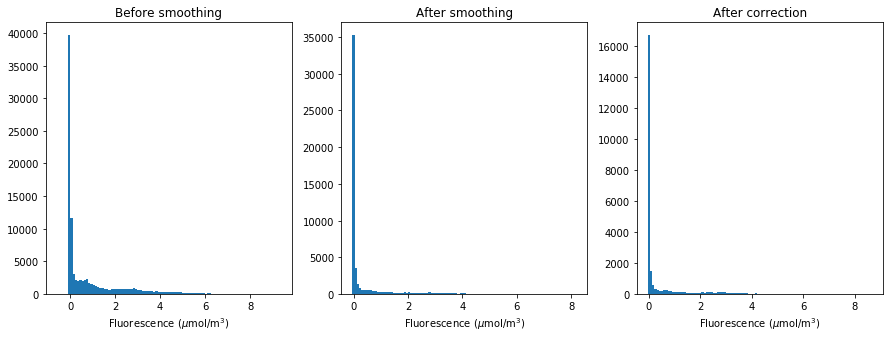 Before smoothing
40000
35000
30000
25000
20000
15000
10000
5000
0
0 2 4 6 8
Fluorescence (μmol/m³)
After smoothing
35000
30000
25000
20000
15000
10000
5000
0
0 2 4 6 8
Fluorescence (μmol/m³)
After correction
16000
14000
12000
10000
8000
6000
4000
2000
0
0 2 4 6 8
Fluorescence (μmol/m³)